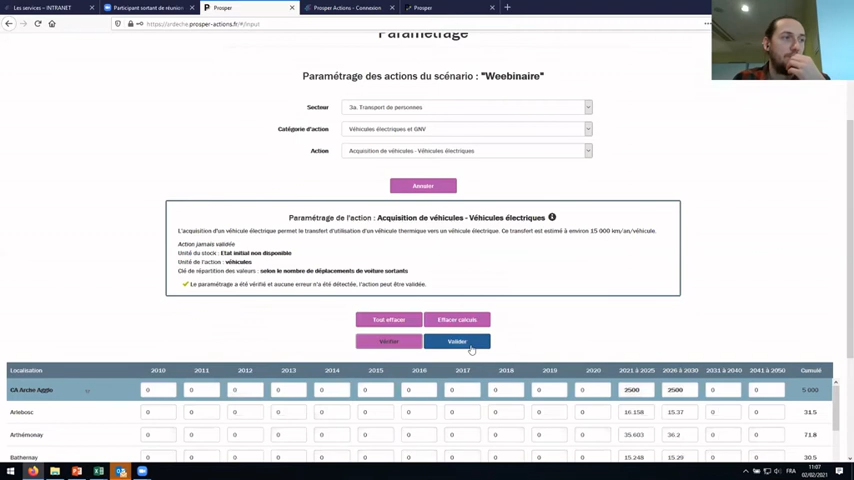 Les services – INTRANET
Participant sortant de réunion
Prosper
Prosper Actions - Connexion
Prosper
https://ardeche.prosper-actions.fr/#/input
Paramétrage
Paramétrage des actions du scénario : "Weebinaire"
Secteur
3a. Transport de personnes
Catégorie d'action
Véhicules électriques et GNV
Action
Acquisition de véhicules - Véhicules électriques
Annuler
Paramétrage de l'action : Acquisition de véhicules - Véhicules électriques
L'acquisition d'un véhicule électrique permet le transfert d'utilisation d'un véhicule thermique vers un véhicule électrique. Ce transfert est estimé à environ 15 000 km/an/véhicule.
Action jamais validée
Unité du stock : Etat initial non disponible
Unité de l'action : véhicules
Clé de répartition des valeurs : selon le nombre de déplacements de voiture sortants
Le paramétrage a été vérifié et aucune erreur n'a été détectée, l'action peut être validée.
Tout effacer Effacer calculs
Vérifier Valider
Localisation 2010 2011 2012 2013 2014 2015 2016 2017 2018 2019 2020 2021 à 2025 2026 à 2030 2031 à 2040 2041 à 2050 Cumulé
CA Arche Agglo 0 0 0 0 0 0 0 0 0 0 0 2500 2500 0 0 5 000
Arlebosc 0 0 0 0 0 0 0 0 0 0 0 16.158 15.37 0 0 31.5
Arthémonay 0 0 0 0 0 0 0 0 0 0 0 35.603 36.2 0 0 71.8
Bathernay 0 0 0 0 0 0 0 0 0 0 0 15.248 15.29 0 0 30.5
FRA
11:07
02/02/2021